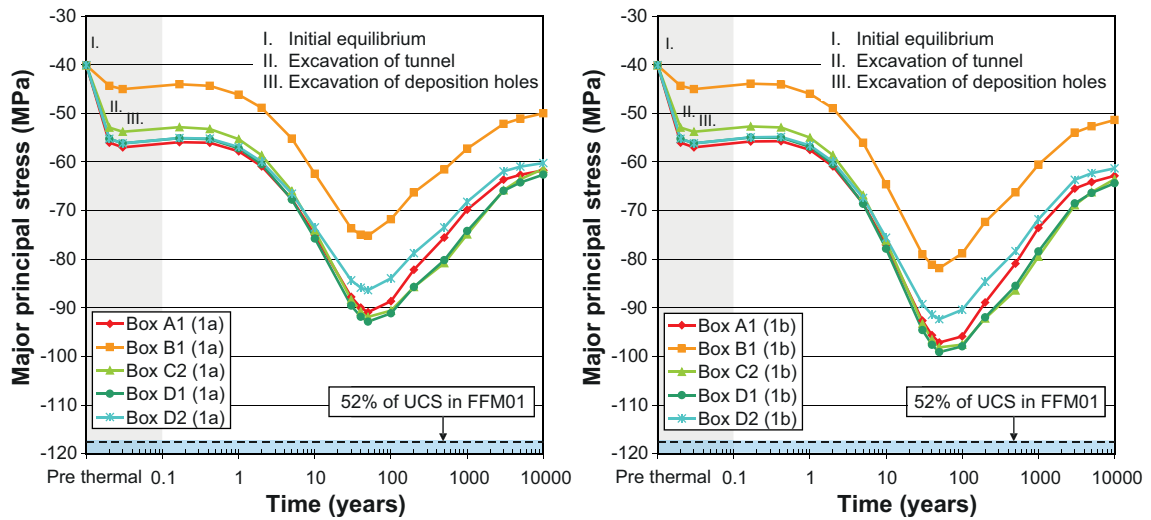 -30
-40
-50
-60
-70
-80
-90
-100
-110
-120
Major principal stress (MPa)
I.
II.
III.
I. Initial equilibrium
II. Excavation of tunnel
III. Excavation of deposition holes
Box A1 (1a)
Box B1 (1a)
Box C2 (1a)
Box D1 (1a)
Box D2 (1a)
52% of UCS in FFM01
Pre thermal 0.1 1 10 100 1000 10000
Time (years)
-30
-40
-50
-60
-70
-80
-90
-100
-110
-120
Major principal stress (MPa)
I.
II.
III.
I. Initial equilibrium
II. Excavation of tunnel
III. Excavation of deposition holes
Box A1 (1b)
Box B1 (1b)
Box C2 (1b)
Box D1 (1b)
Box D2 (1b)
52% of UCS in FFM01
Pre thermal 0.1 1 10 100 1000 10000
Time (years)